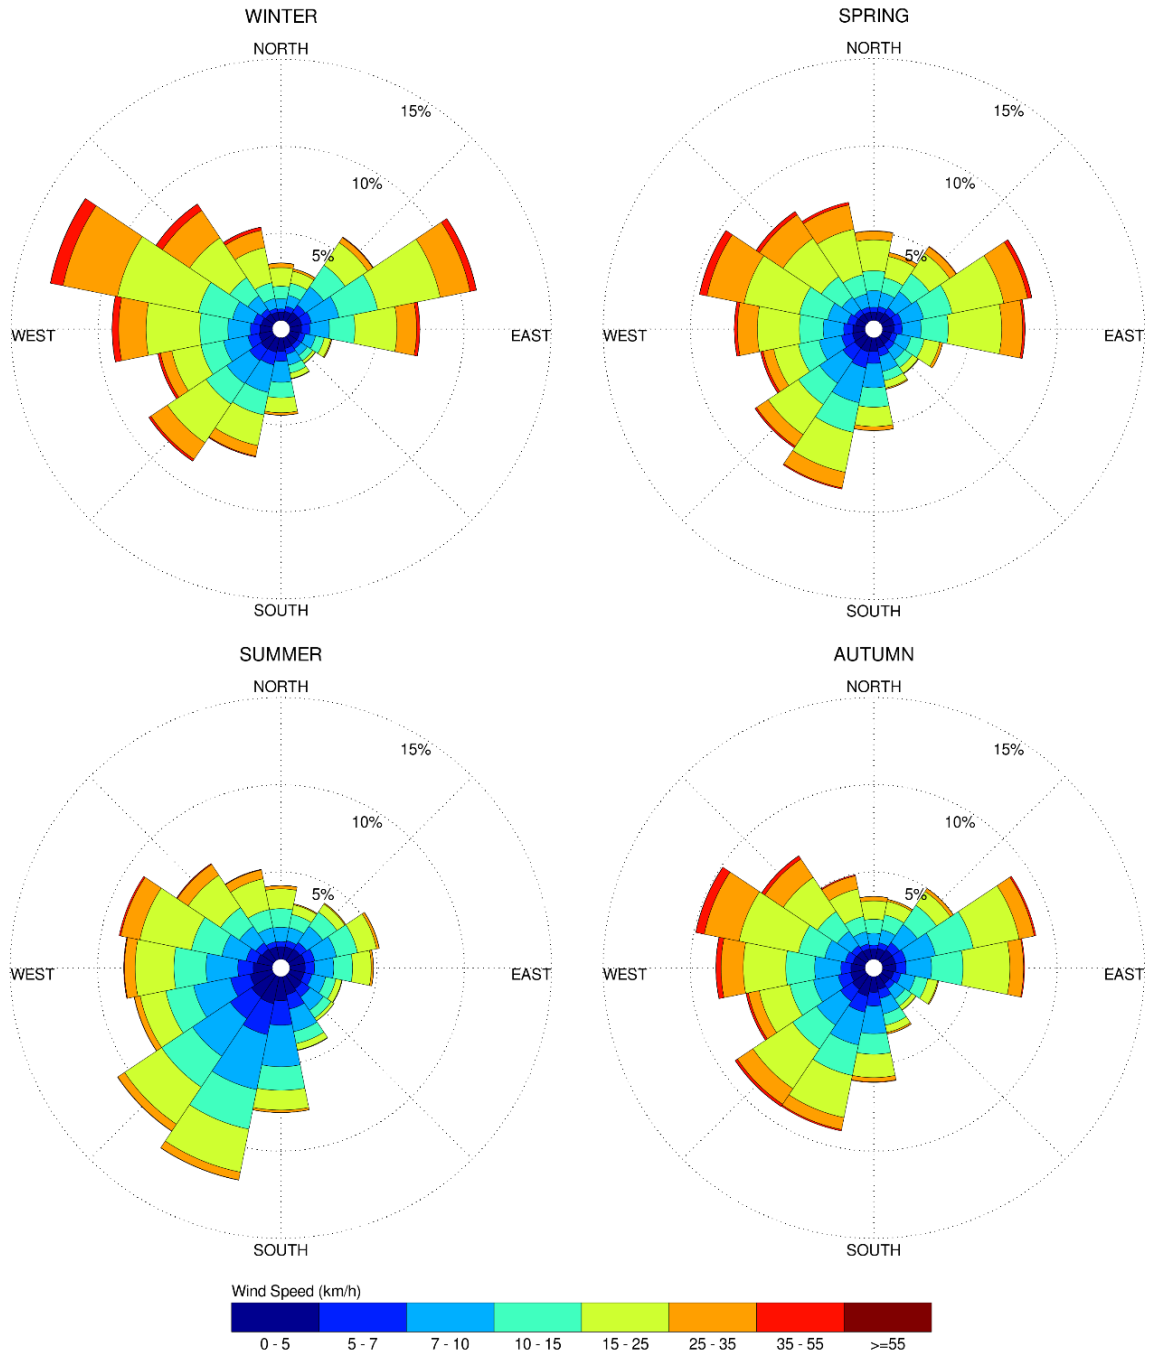 WINTER
SPRING
NORTH
NORTH
15%
15%
10%
10%
5%
5%
WEST
EAST
WEST
EAST
SOUTH
SOUTH
SUMMER
AUTUMN
NORTH
NORTH
15%
15%
10%
10%
5%
5%
WEST
EAST
WEST
EAST
SOUTH
SOUTH
Wind Speed (km/h)
0 - 5
5 - 7
7 - 10
10 - 15
15 - 25
25 - 35
35 - 55
>=55